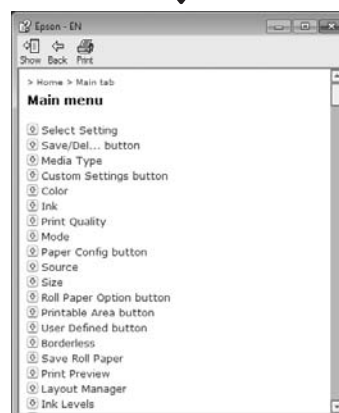 Epson - EN
Show Back Print
> Home > Main tab
Main menu
Select Setting
Save/Del... button
Media Type
Custom Settings button
Color
Ink
Print Quality
Mode
Paper Config button
Source
Size
Roll Paper Option button
Printable Area button
User Defined button
Borderless
Save Roll Paper
Print Preview
Layout Manager
Ink Levels